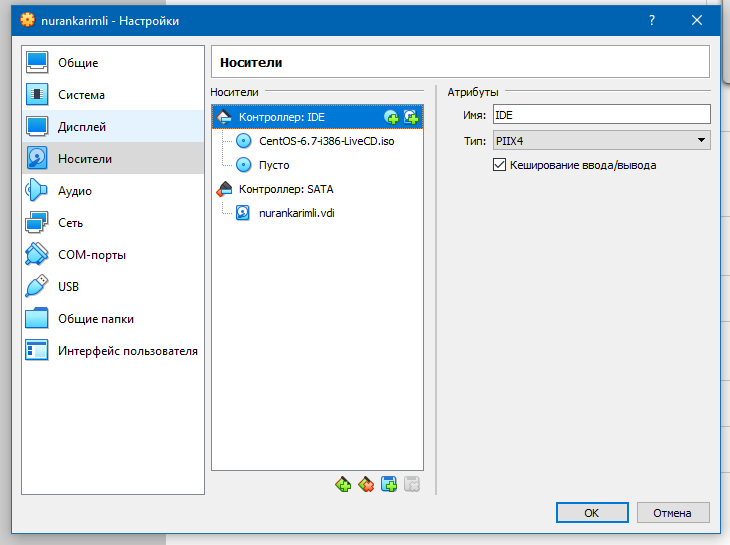 nurankarimli - Настройки
?
Общие
Система
Дисплей
Носители
Аудио
Сеть
COM-порты
USB
Общие папки
Интерфейс пользователя
Носители
Носители
Контроллер: IDE
CentOS-6.7-i386-LiveCD.iso
Пусто
Контроллер: SATA
nurankarimli.vdi
Атрибуты
Имя: IDE
Тип: PIIX4
Кеширование ввода/вывода
OK
Отмена